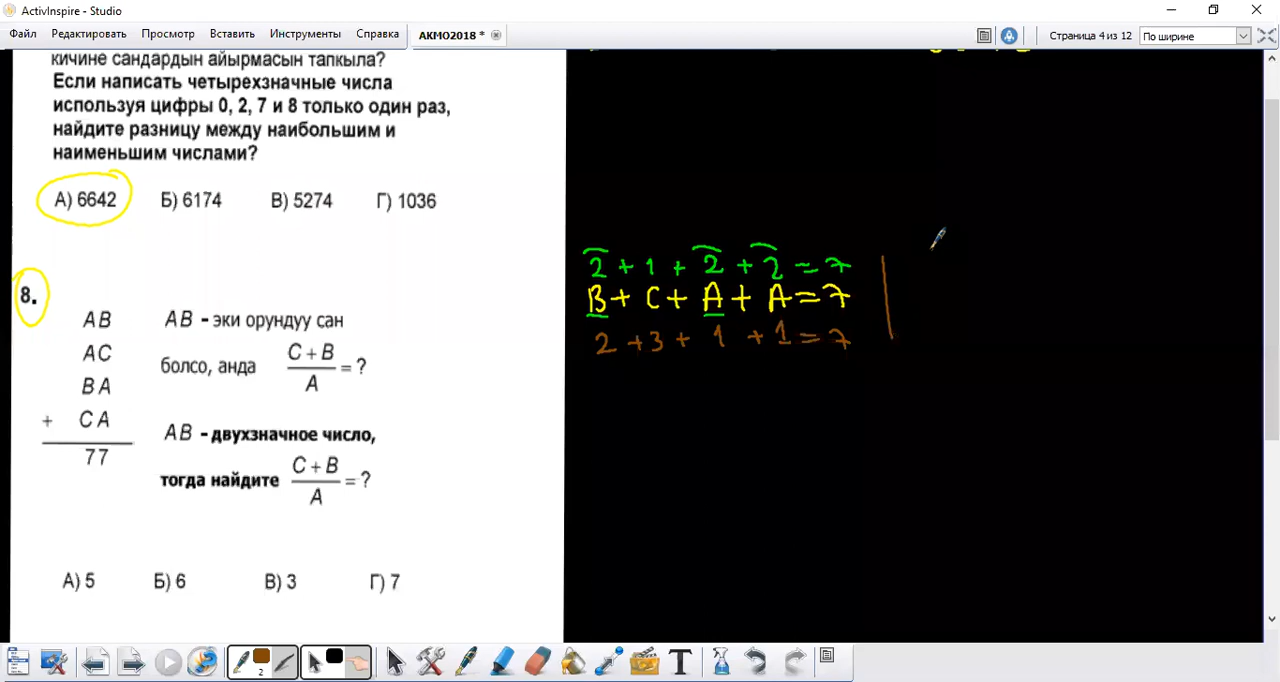 ActivInspire - Studio
Файл Редактировать Просмотр Вставить Инструменты Справка АКМО2018 * Страница 4 из 12 По ширине
кичине сандардын айырмасын тапкыла?
Если написать четырехзначные числа
используя цифры 0, 2, 7 и 8 только один раз,
найдите разницу между наибольшим и
наименьшим числами?
А) 6642 Б) 6174 В) 5274 Г) 1036
8.
AB
AC
BA
+ CA
77
AB - эки орундуу сан
болсо, анда C + B / A = ?
AB - двухзначное число,
тогда найдите C + B / A = ?
А) 5 Б) 6 В) 3 Г) 7
2 + 1 + 2 + 2 = 7
B + C + A + A = 7
2 + 3 + 1 + 1 = 7
2
T